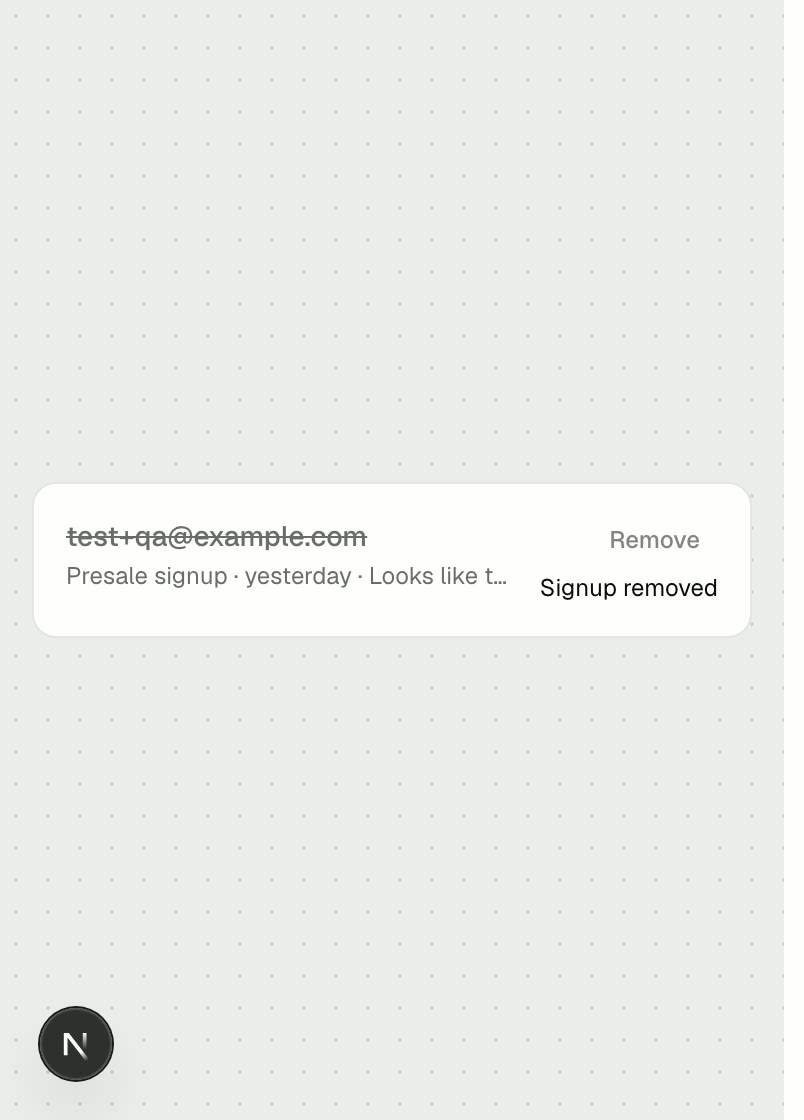 test+qa@example.com
Remove
Presale signup · yesterday · Looks like t…
Signup removed
N